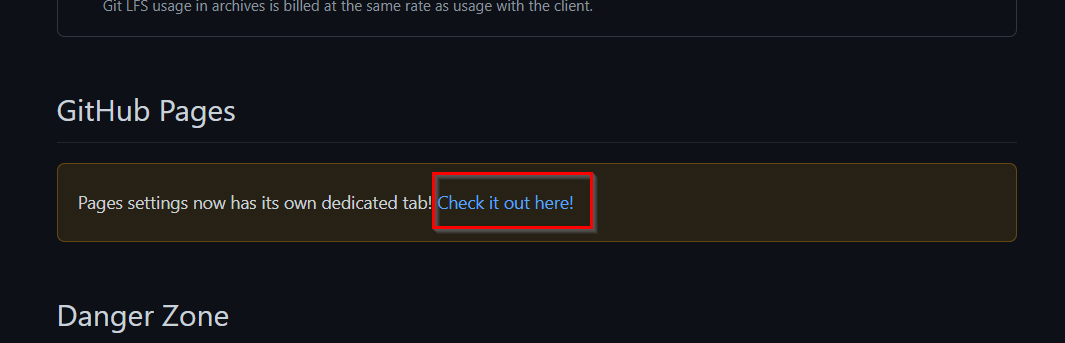 Git LFS usage in archives is billed at the same rate as usage with the client.
GitHub Pages
Pages settings now has its own dedicated tab! Check it out here!
Danger Zone